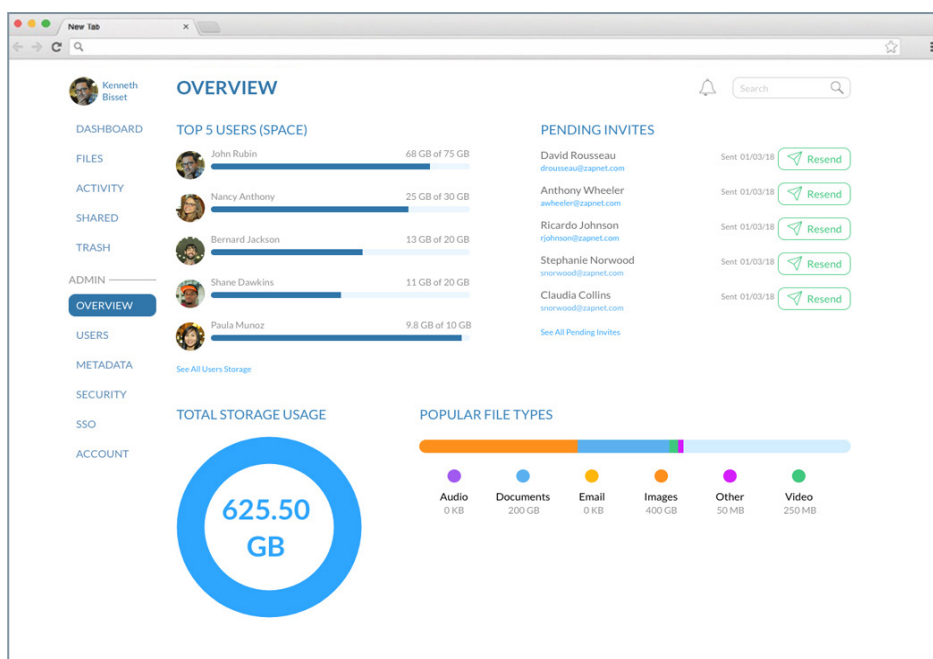 New Tab
Kenneth
Bisset
DASHBOARD
FILES
ACTIVITY
SHARED
TRASH
ADMIN
OVERVIEW
USERS
METADATA
SECURITY
SSO
ACCOUNT
OVERVIEW
Search
TOP 5 USERS (SPACE)
John Rubin 68 GB of 75 GB
Nancy Anthony 25 GB of 30 GB
Bernard Jackson 13 GB of 20 GB
Shane Dawkins 11 GB of 20 GB
Paula Munoz 9.8 GB of 10 GB
See All Users Storage
PENDING INVITES
David Rousseau Sent 01/03/18 Resend
drousseau@zapnet.com
Anthony Wheeler Sent 01/03/18 Resend
awheeler@zapnet.com
Ricardo Johnson Sent 01/03/18 Resend
rjohnson@zapnet.com
Stephanie Norwood Sent 01/03/18 Resend
snorwood@zapnet.com
Claudia Collins Sent 01/03/18 Resend
snorwood@zapnet.com
See All Pending Invites
TOTAL STORAGE USAGE
625.50
GB
POPULAR FILE TYPES
Audio Documents Email Images Other Video
0 KB 200 GB 0 KB 400 GB 50 MB 250 MB